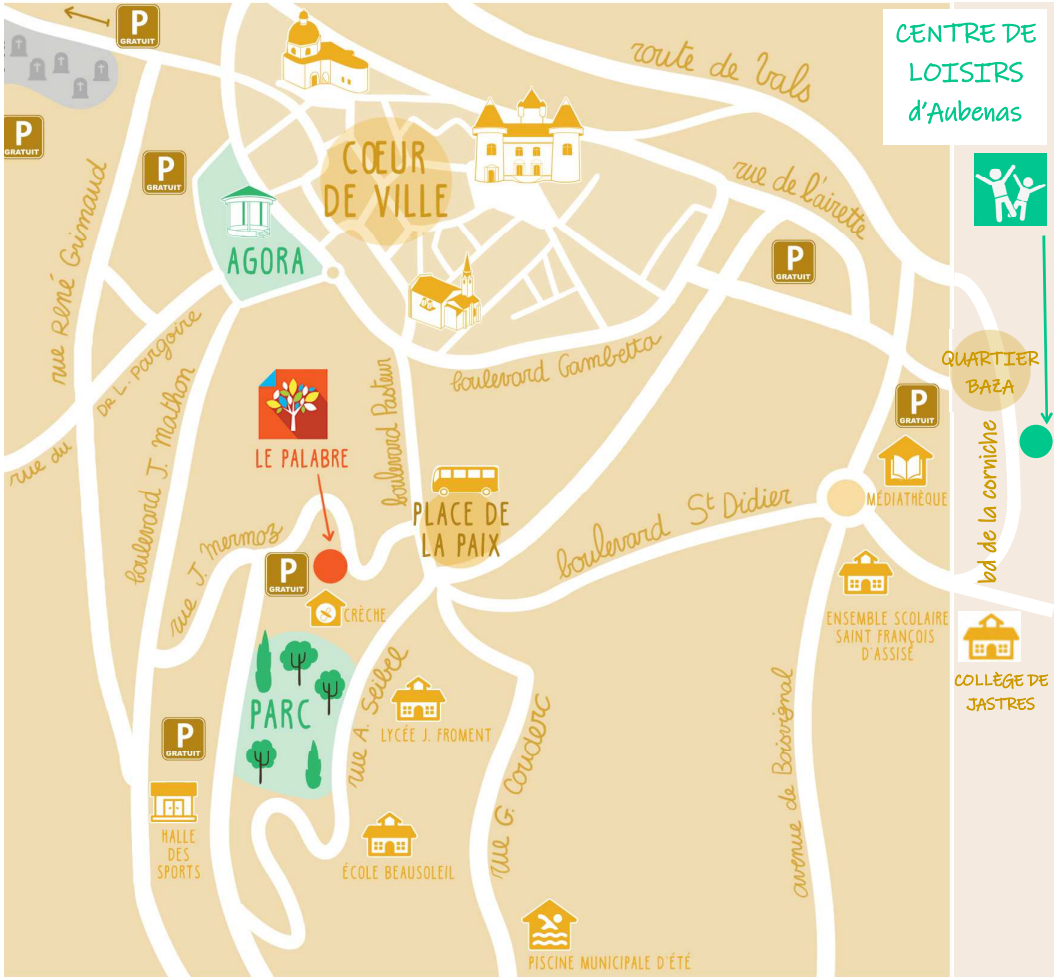 P
GRATUIT
CENTRE DE
LOISIRS
d'Aubenas
route de Vals
P
GRATUIT
P
GRATUIT
CŒUR
DE VILLE
rue de l'airette
rue René Grimaud
AGORA
P
GRATUIT
rue du DR L. Pargoire
boulevard Gambetta
QUARTIER
BAZA
boulevard J. Mathon
boulevard Pasteur
P
GRATUIT
LE PALABRE
MÉDIATHÈQUE
bd de la corniche
PLACE DE
LA PAIX
boulevard St Didier
rue J. Mermoz
P
GRATUIT
CRÈCHE
ENSEMBLE SCOLAIRE
SAINT FRANÇOIS
D'ASSISE
COLLÈGE DE
JASTRES
PARC
rue A. Seibel
LYCÉE J. FROMENT
P
GRATUIT
rue G. Couderc
avenue de Boisvignal
HALLE
DES
SPORTS
ÉCOLE BEAUSOLEIL
PISCINE MUNICIPALE D'ÉTÉ